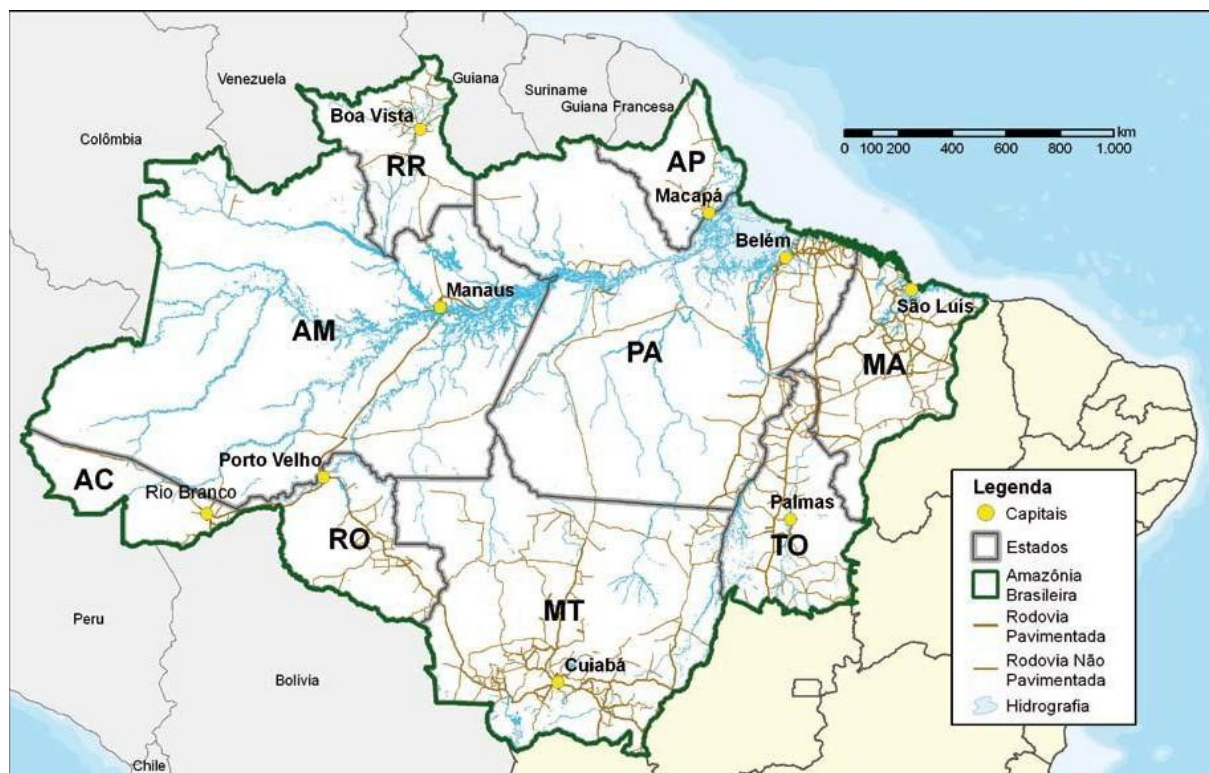 Venezuela
Guiana
Suriname
Guiana Francesa
Colômbia
Boa Vista
RR
AP
Macapá
km
0 100 200 400 600 800 1.000
Belém
Manaus
São Luís
AM
PA
MA
Porto Velho
AC
Rio Branco
RO
Palmas
TO
MT
Cuiabá
Peru
Bolívia
Chile
Legenda
Capitais
Estados
Amazônia
Brasileira
Rodovia
Pavimentada
Rodovia Não
Pavimentada
Hidrografia